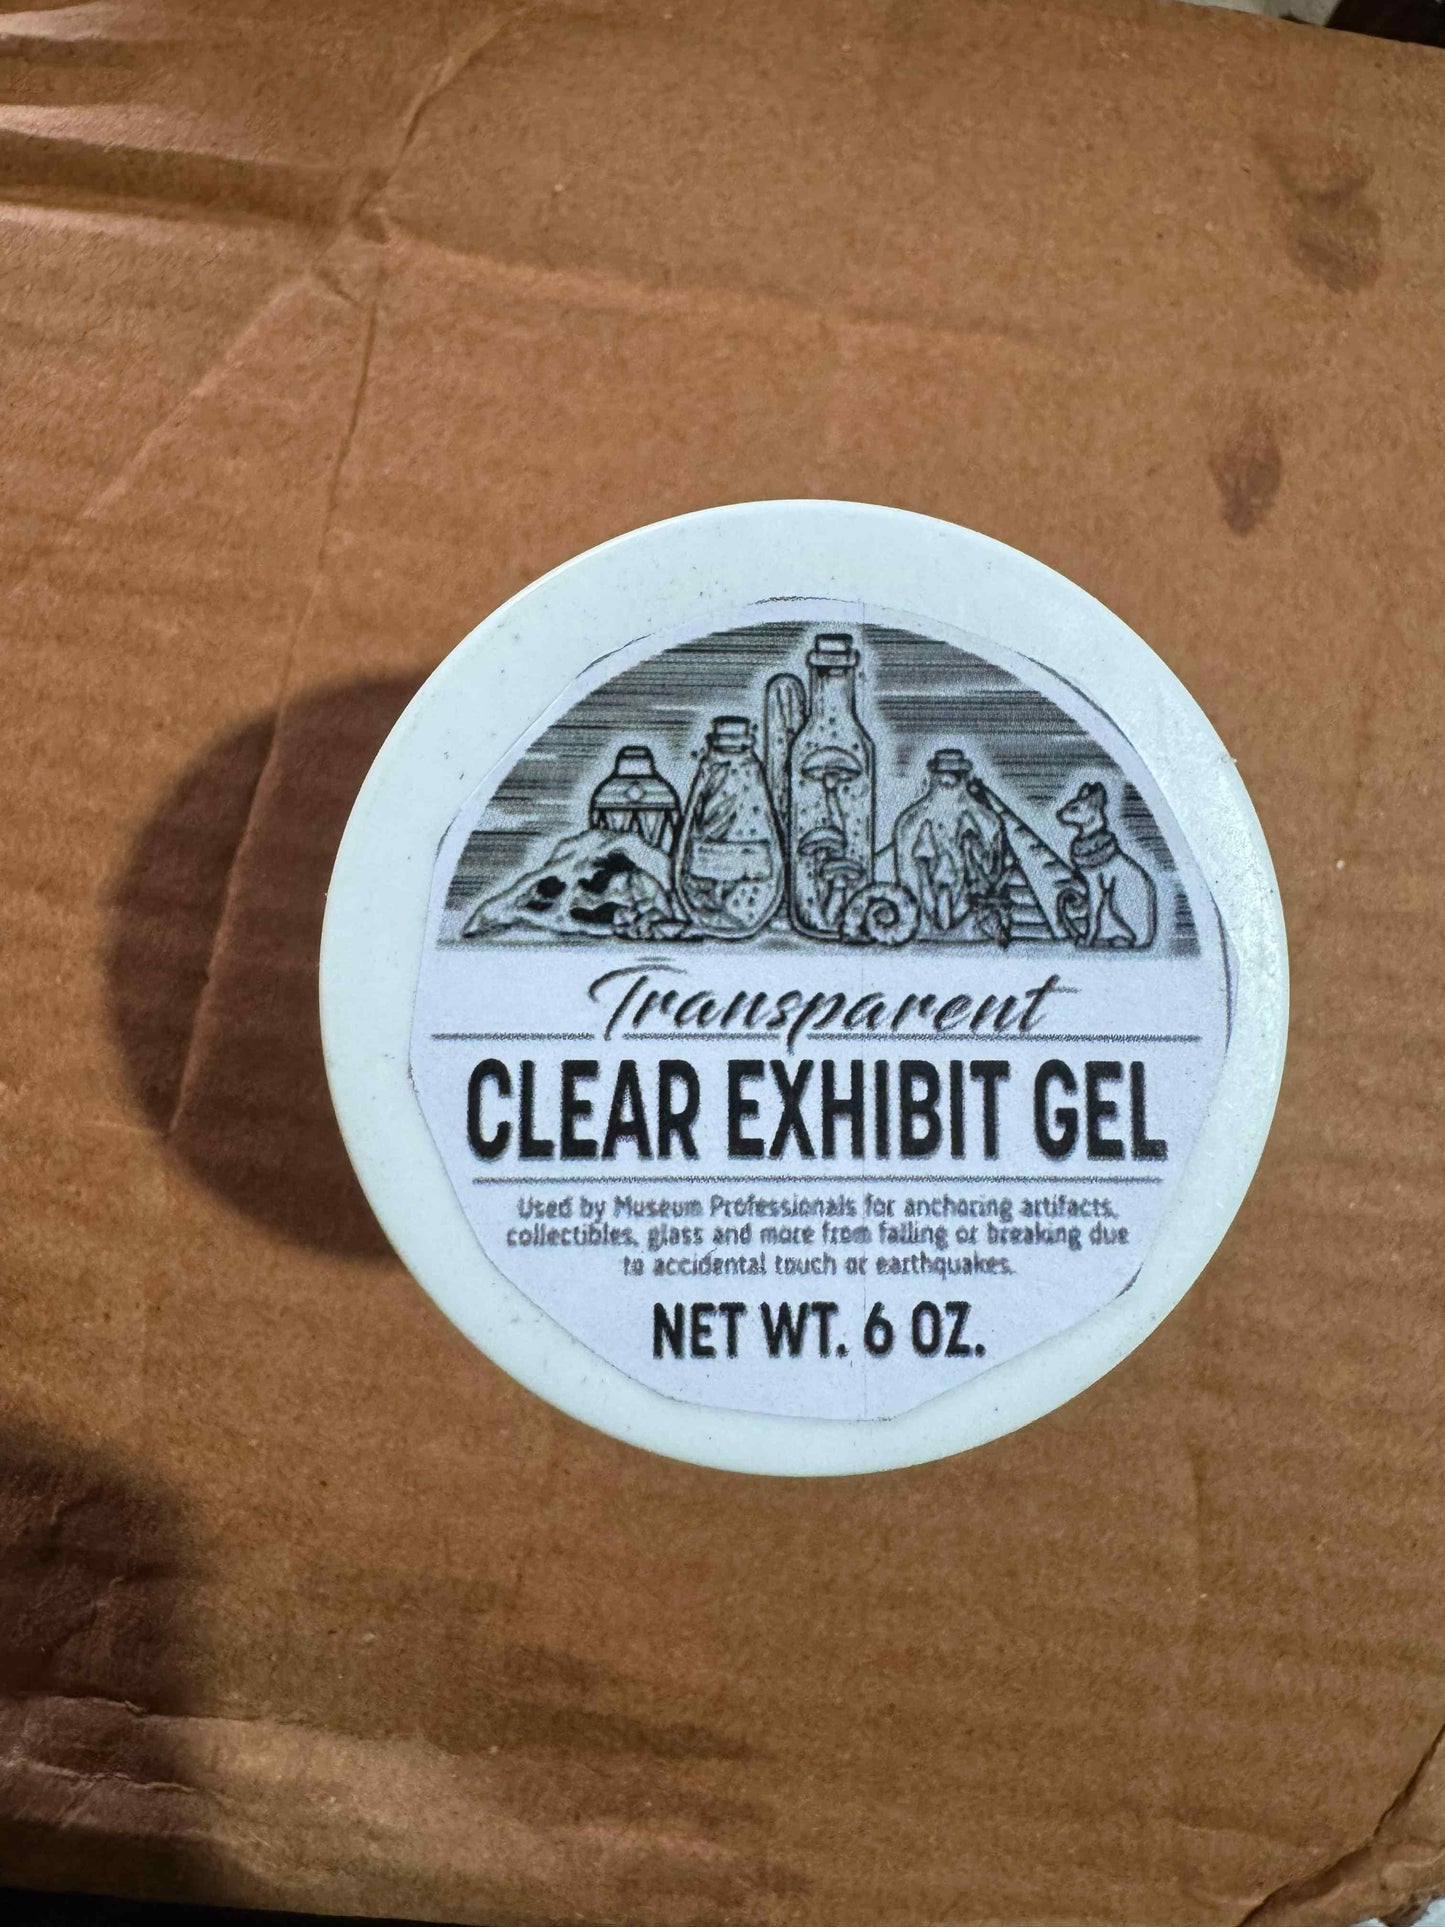 Transparent
CLEAR EXHIBIT GEL
Used by Museum Professionals for anchoring artifacts,
collectibles, glass and more from falling or breaking due
to accidental touch or earthquakes.
NET WT. 6 OZ.